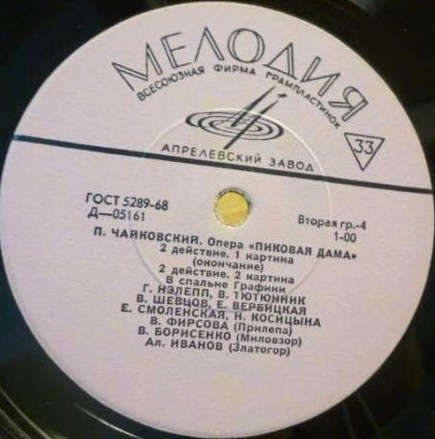 МЕЛОДИЯ
ВСЕСОЮЗНАЯ ФИРМА ГРАМПЛАСТИНОК
АПРЕЛЕВСКИЙ ЗАВОД
33
ГОСТ 5289-68
Д—05161
Вторая гр.-4
1-00
П. ЧАЙКОВСКИЙ. Опера «ПИКОВАЯ ДАМА»
2 действие. 1 картина
(окончание)
2 действие. 2 картина
В спальне Графини
Г. НЭЛЕПП, В. ТЮТЮННИК
В. ШЕВЦОВ, Е. ВЕРБИЦКАЯ
Е. СМОЛЕНСКАЯ, Н. КОСИЦЫНА
В. ФИРСОВА (Прилепа)
В. БОРИСЕНКО (Миловзор)
Ал. ИВАНОВ (Златогор)